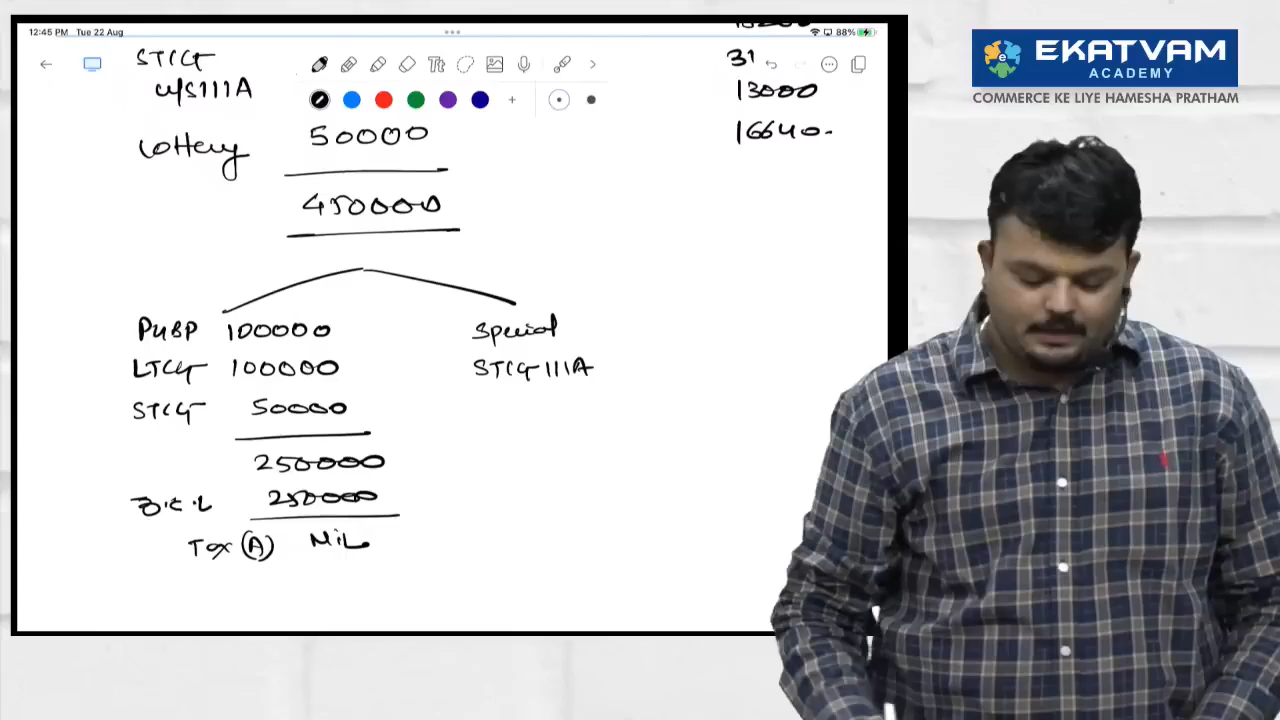 12:45 PM Tue 22 Aug
88%
EKATVAM
ACADEMY
COMMERCE KE LIYE HAMESHA PRATHAM
STCG
u/s 111A
Lottery 50000
450000
31
13000
16640.
PGBP 100000
LTCG 100000
STCG 50000
250000
B.E.L 250000
Tax (A) NiL
Special
STCG 111A